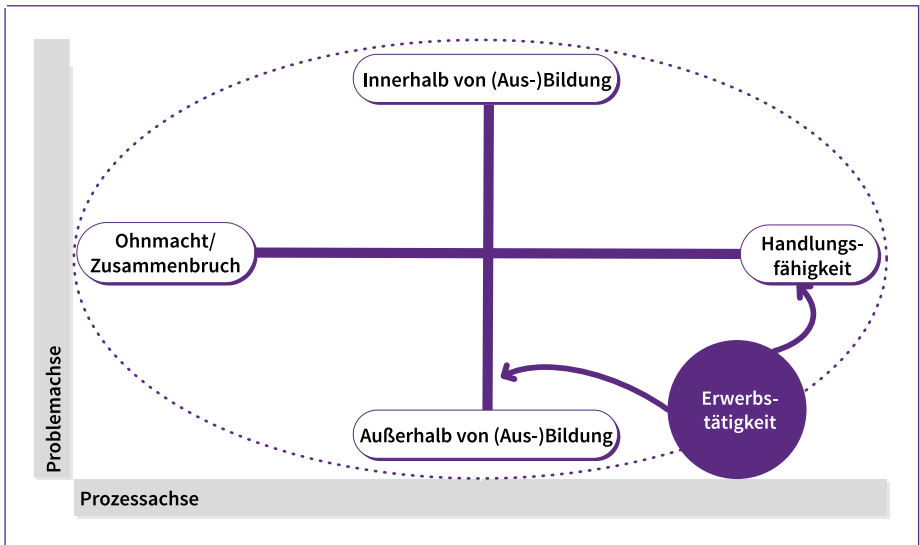 Innerhalb von (Aus-)Bildung
Ohnmacht/
Zusammenbruch
Handlungs-
fähigkeit
Erwerbs-
tätigkeit
Außerhalb von (Aus-)Bildung
Problemachse
Prozessachse